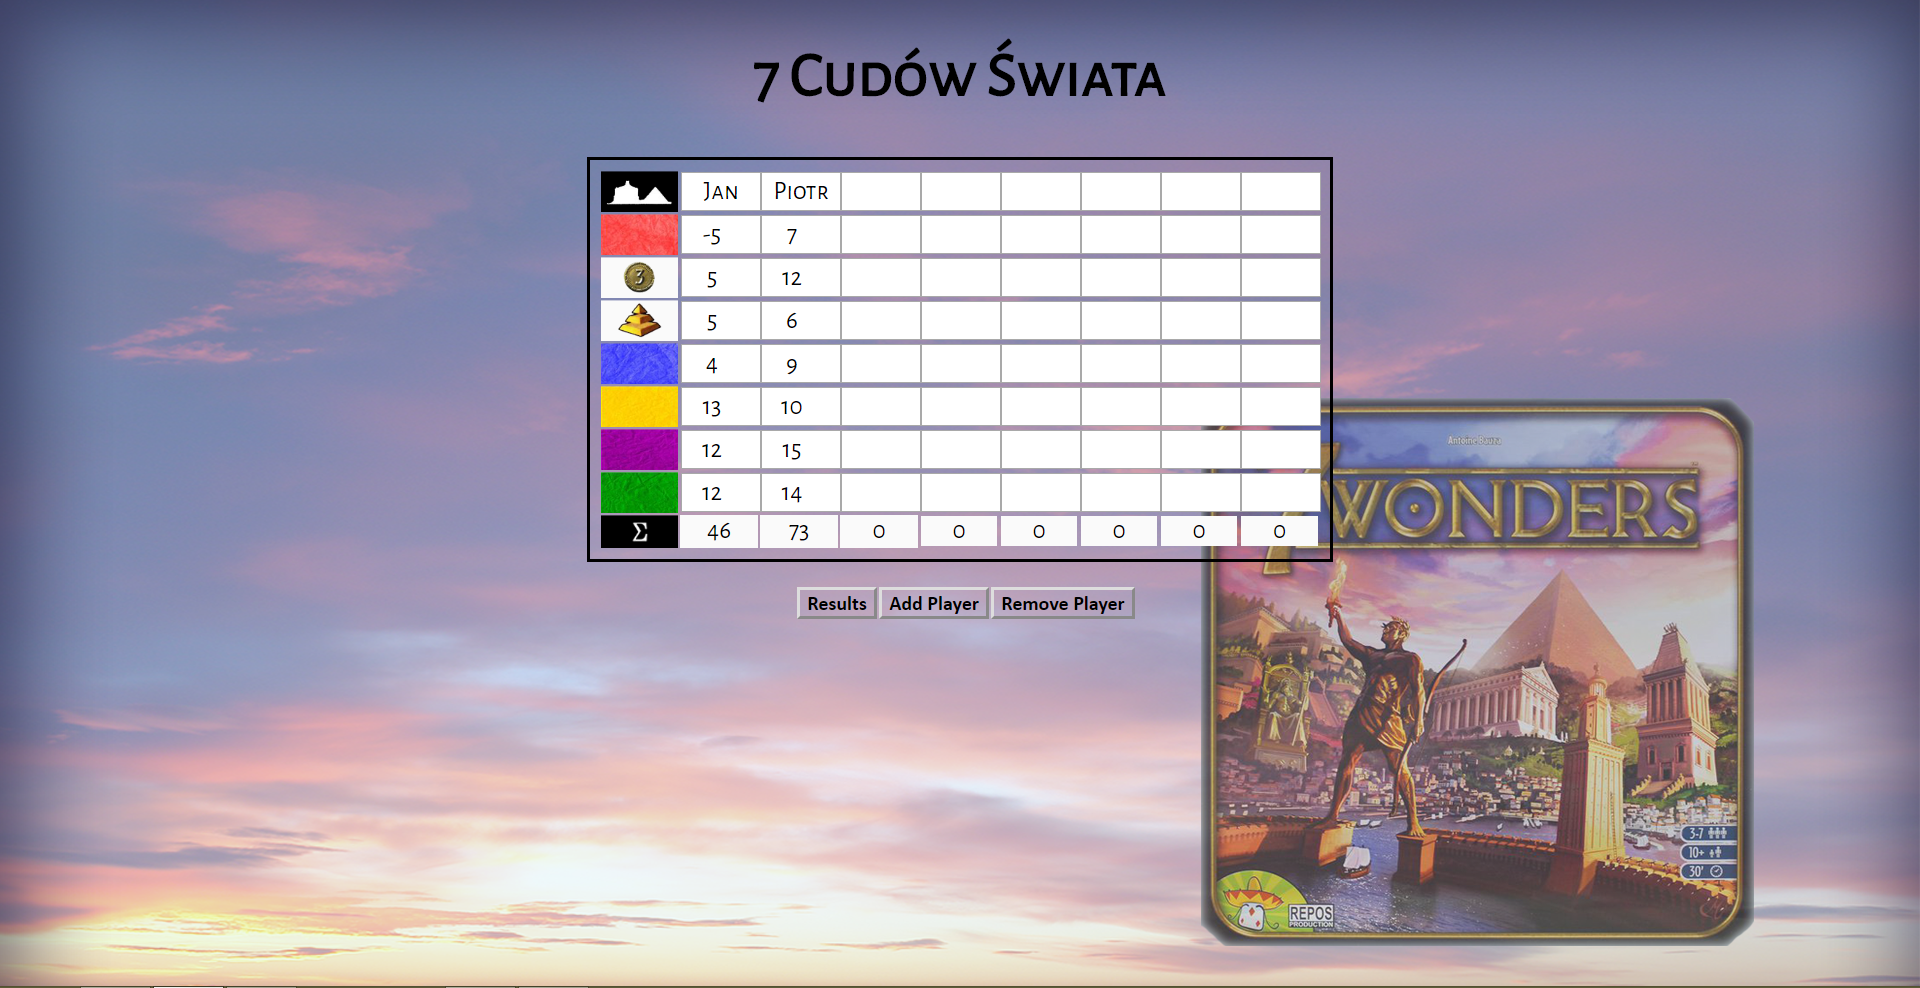 7 Cudów Świata
Jan Piotr
-5 7
3 5 12
5 6
4 9
13 10
12 15
12 14
Σ 46 73 0 0 0 0 0 0
Results Add Player Remove Player
Antoine Bauza
7 WONDERS
3-7
10+
30'
REPOS
PRODUCTION